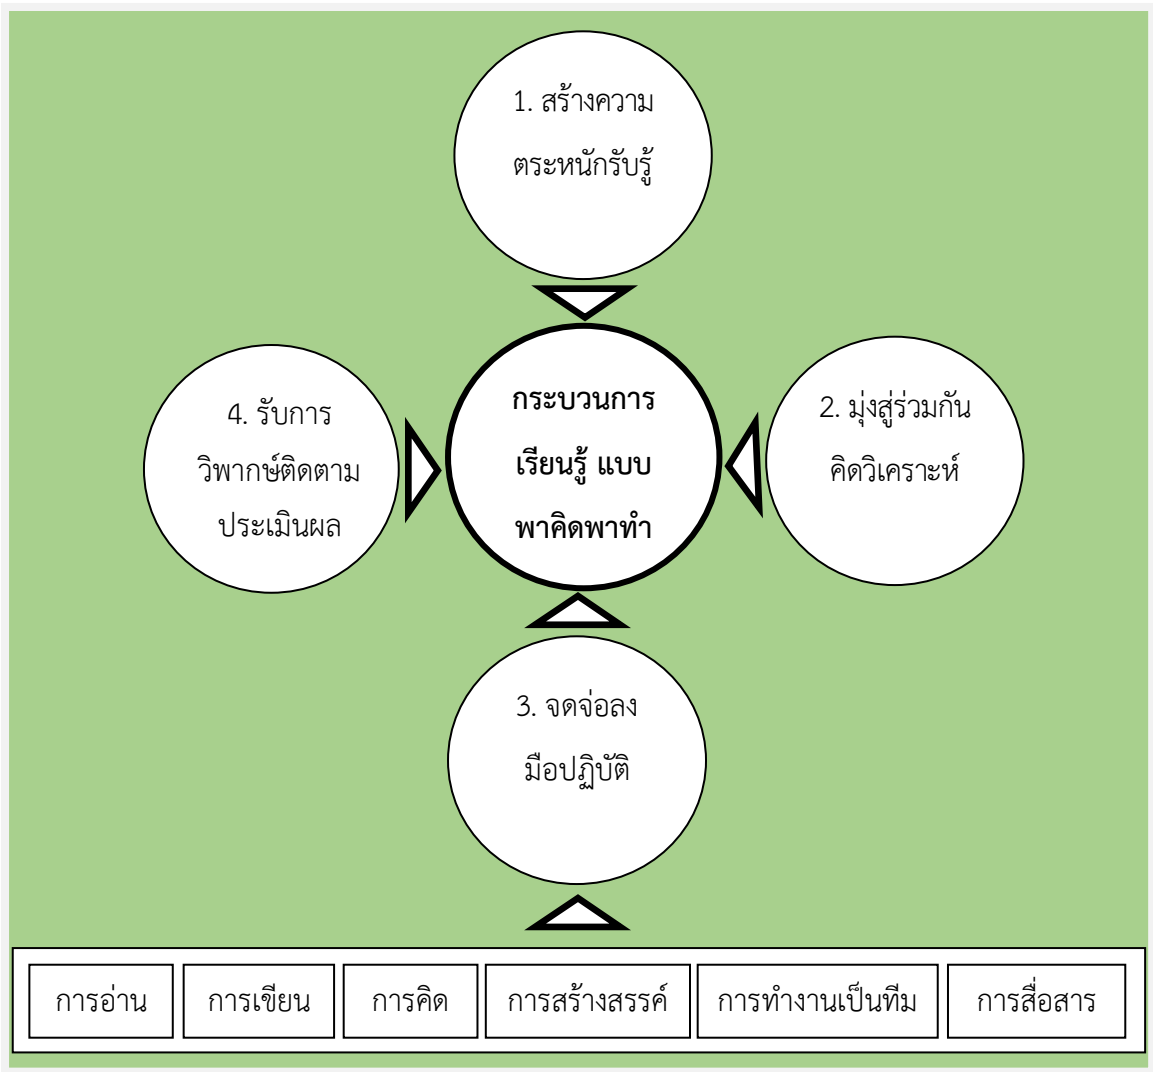 1. สร้างความ
ตระหนักรับรู้
กระบวนการ
เรียนรู้ แบบ
พาคิดพาทำ
2. มุ่งสู่ร่วมกัน
คิดวิเคราะห์
3. จดจ่อลง
มือปฏิบัติ
4. รับการ
วิพากษ์ติดตาม
ประเมินผล
การอ่าน
การเขียน
การคิด
การสร้างสรรค์
การทำงานเป็นทีม
การสื่อสาร